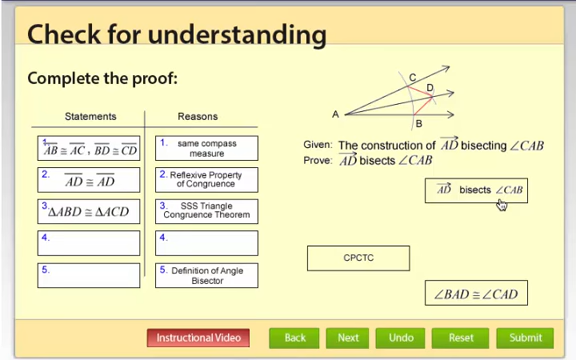 Check for understanding
Complete the proof:
Statements
Reasons
1. AB ≅ AC , BD ≅ CD
1. same compass
measure
2. AD ≅ AD
2. Reflexive Property
of Congruence
3. ΔABD ≅ ΔACD
3. SSS Triangle
Congruence Theorem
4.
4.
5.
5. Definition of Angle
Bisector
A
C
D
B
Given: The construction of AD bisecting ∠CAB
Prove: AD bisects ∠CAB
AD bisects ∠CAB
CPCTC
∠BAD ≅ ∠CAD
Instructional Video
Back
Next
Undo
Reset
Submit